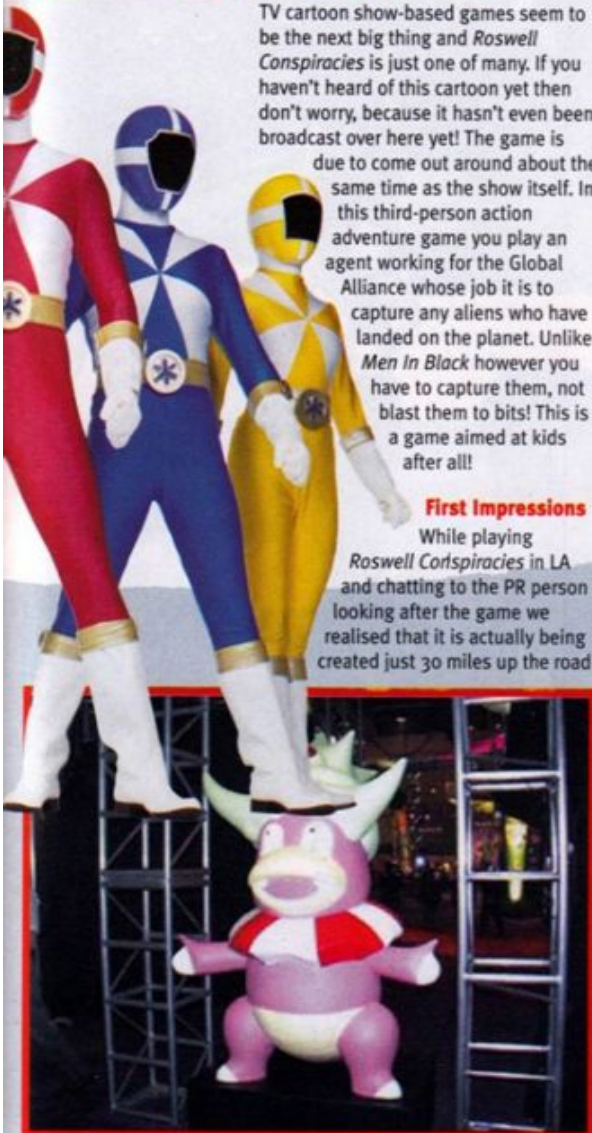 TV cartoon show-based games seem to
be the next big thing and Roswell
Conspiracies is just one of many. If you
haven't heard of this cartoon yet then
don't worry, because it hasn't even been
broadcast over here yet! The game is
due to come out around about the
same time as the show itself. In
this third-person action
adventure game you play an
agent working for the Global
Alliance whose job it is to
capture any aliens who have
landed on the planet. Unlike
Men In Black however you
have to capture them, not
blast them to bits! This is
a game aimed at kids
after all!
First Impressions
While playing
Roswell Conspiracies in LA
and chatting to the PR person
looking after the game we
realised that it is actually being
created just 30 miles up the road